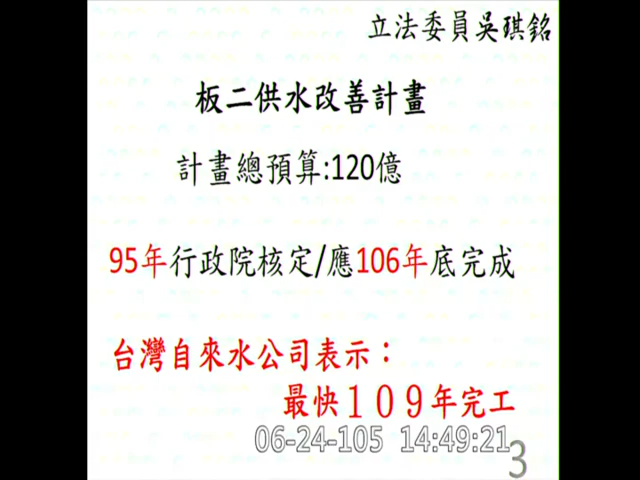 立法委員吳琪銘
板二供水改善計畫
計畫總預算:120億
95年行政院核定/應106年底完成
台灣自來水公司表示：
最快１０９年完工
06-24-105 14:49:21
3